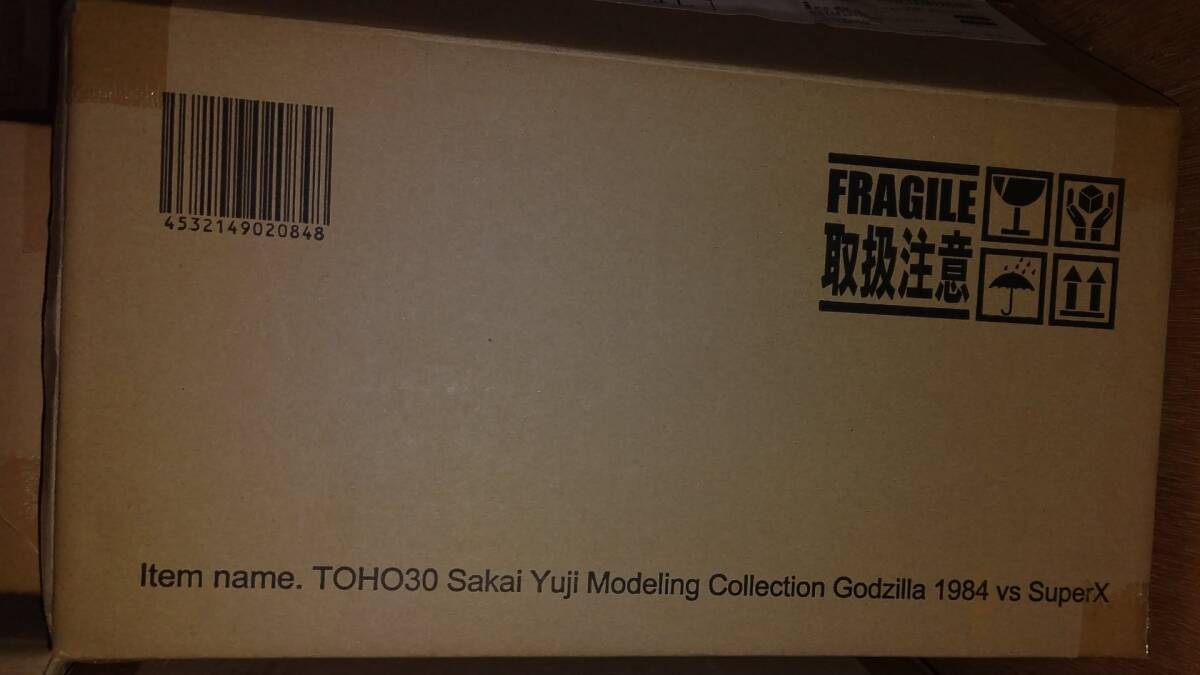 4532149020848
FRAGILE
取扱注意
Item name. TOHO30 Sakai Yuji Modeling Collection Godzilla 1984 vs SuperX